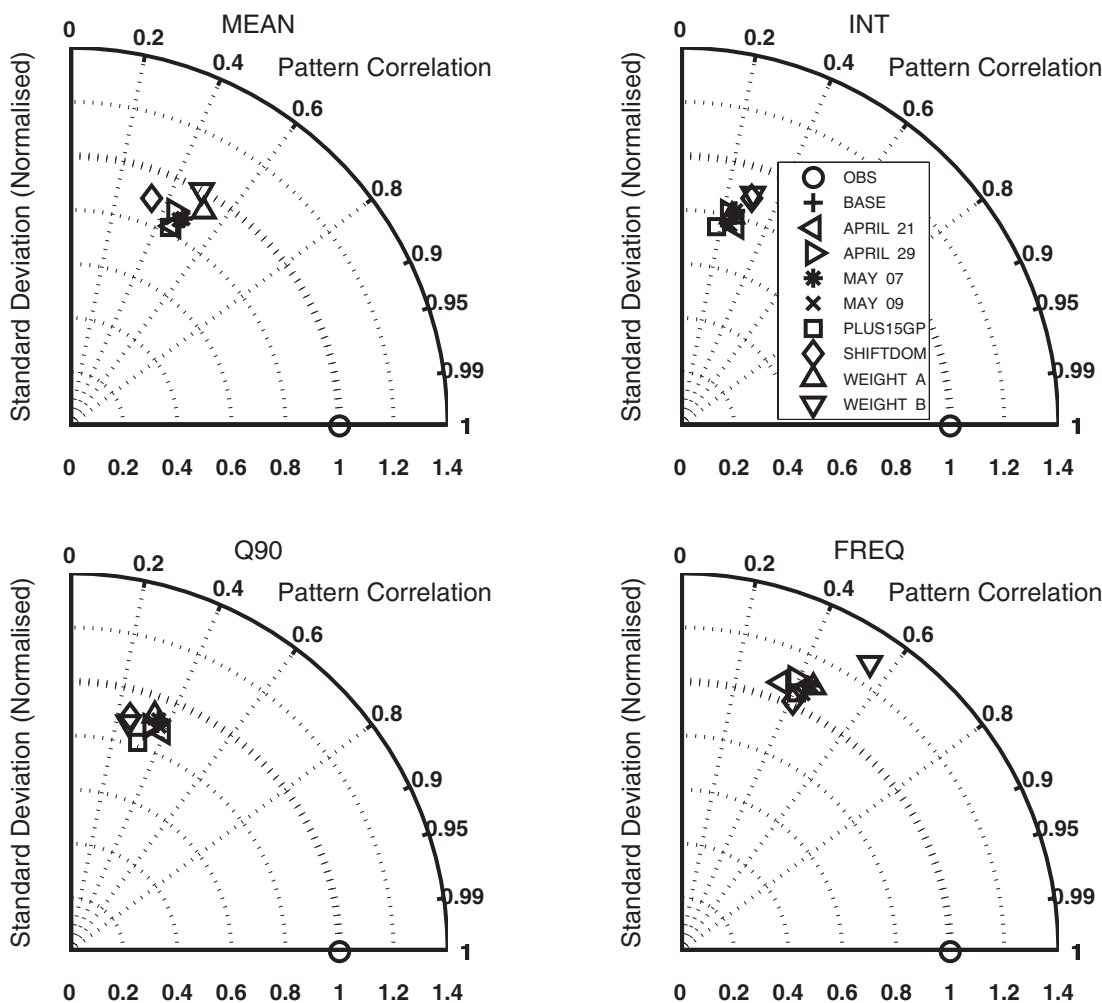 MEAN
Pattern Correlation
Standard Deviation (Normalised)
0
0.2
0.4
0.6
0.8
0.9
0.95
0.99
1
0 0.2 0.4 0.6 0.8 1 1.2 1.4
INT
Pattern Correlation
Standard Deviation (Normalised)
0
0.2
0.4
0.6
0.8
0.9
0.95
0.99
1
OBS
BASE
APRIL 21
APRIL 29
MAY 07
MAY 09
PLUS15GP
SHIFTDOM
WEIGHT A
WEIGHT B
0 0.2 0.4 0.6 0.8 1 1.2 1.4
Q90
Pattern Correlation
Standard Deviation (Normalised)
0
0.2
0.4
0.6
0.8
0.9
0.95
0.99
1
0 0.2 0.4 0.6 0.8 1 1.2 1.4
FREQ
Pattern Correlation
Standard Deviation (Normalised)
0
0.2
0.4
0.6
0.8
0.9
0.95
0.99
1
0 0.2 0.4 0.6 0.8 1 1.2 1.4